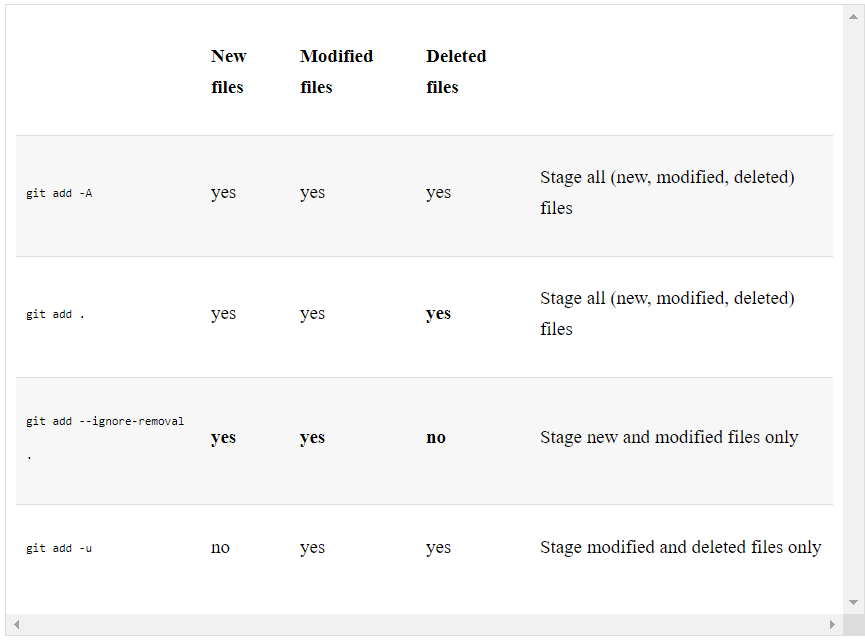 New Modified Deleted
files files files
git add -A yes yes yes Stage all (new, modified, deleted)
files
git add . yes yes yes Stage all (new, modified, deleted)
files
git add --ignore-removal
. yes yes no Stage new and modified files only
git add -u no yes yes Stage modified and deleted files only